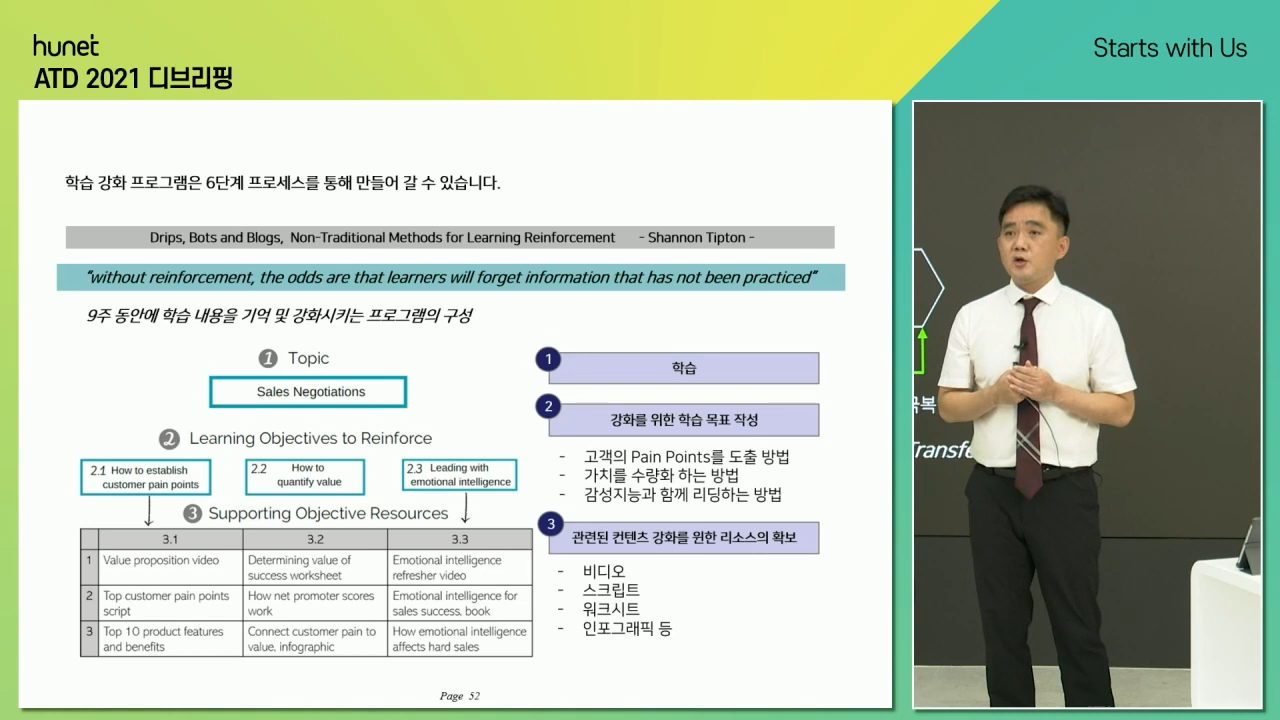 hunet
ATD 2021 디브리핑
Starts with Us
학습 강화 프로그램은 6단계 프로세스를 통해 만들어 갈 수 있습니다.
Drips, Bots and Blogs, Non-Traditional Methods for Learning Reinforcement - Shannon Tipton -
“without reinforcement, the odds are that learners will forget information that has not been practiced”
9주 동안에 학습 내용을 기억 및 강화시키는 프로그램의 구성
1 Topic
Sales Negotiations
2 Learning Objectives to Reinforce
2.1 How to establish
customer pain points
2.2 How to
quantify value
2.3 Leading with
emotional intelligence
3 Supporting Objective Resources
3.1 3.2 3.3
1 Value proposition video
Determining value of
success worksheet
Emotional intelligence
refresher video
2 Top customer pain points
script
How net promoter scores
work
Emotional intelligence for
sales success, book
3 Top 10 product features
and benefits
Connect customer pain to
value, infographic
How emotional intelligence
affects hard sales
1 학습
2 강화를 위한 학습 목표 작성
- 고객의 Pain Points를 도출 방법
- 가치를 수량화 하는 방법
- 감성지능과 함께 리딩하는 방법
3 관련된 컨텐츠 강화를 위한 리소스의 확보
- 비디오
- 스크립트
- 워크시트
- 인포그래픽 등
Page 52
극복
Transfe